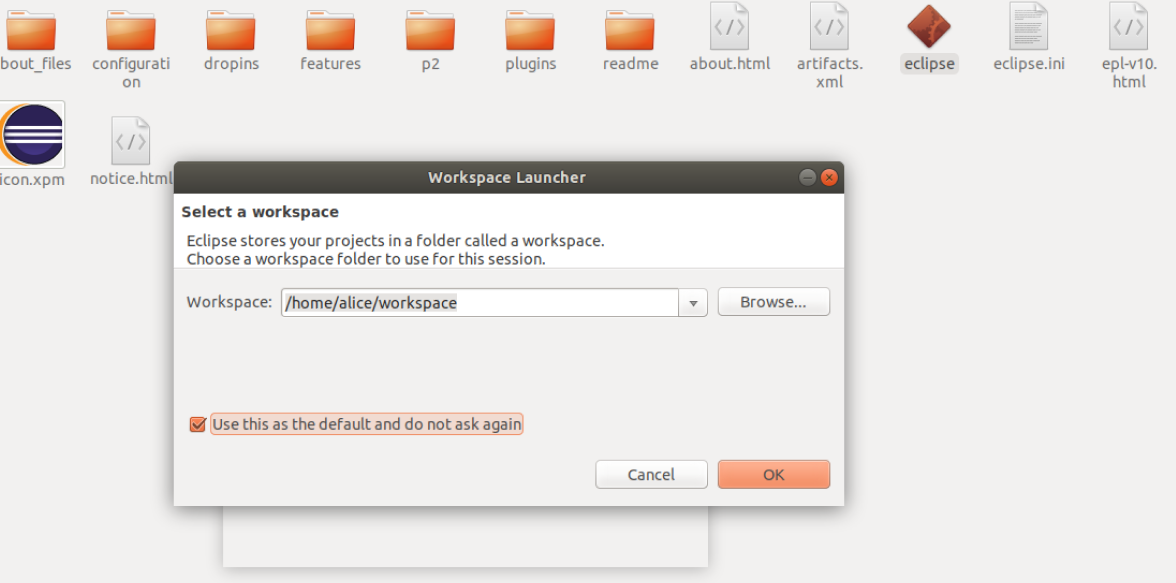 bout_files
configurati
on
dropins
features
p2
plugins
readme
about.html
artifacts.
xml
eclipse
eclipse.ini
epl-v10.
html
icon.xpm
notice.html
Workspace Launcher
Select a workspace
Eclipse stores your projects in a folder called a workspace.
Choose a workspace folder to use for this session.
Workspace: /home/alice/workspace Browse...
Use this as the default and do not ask again
Cancel OK